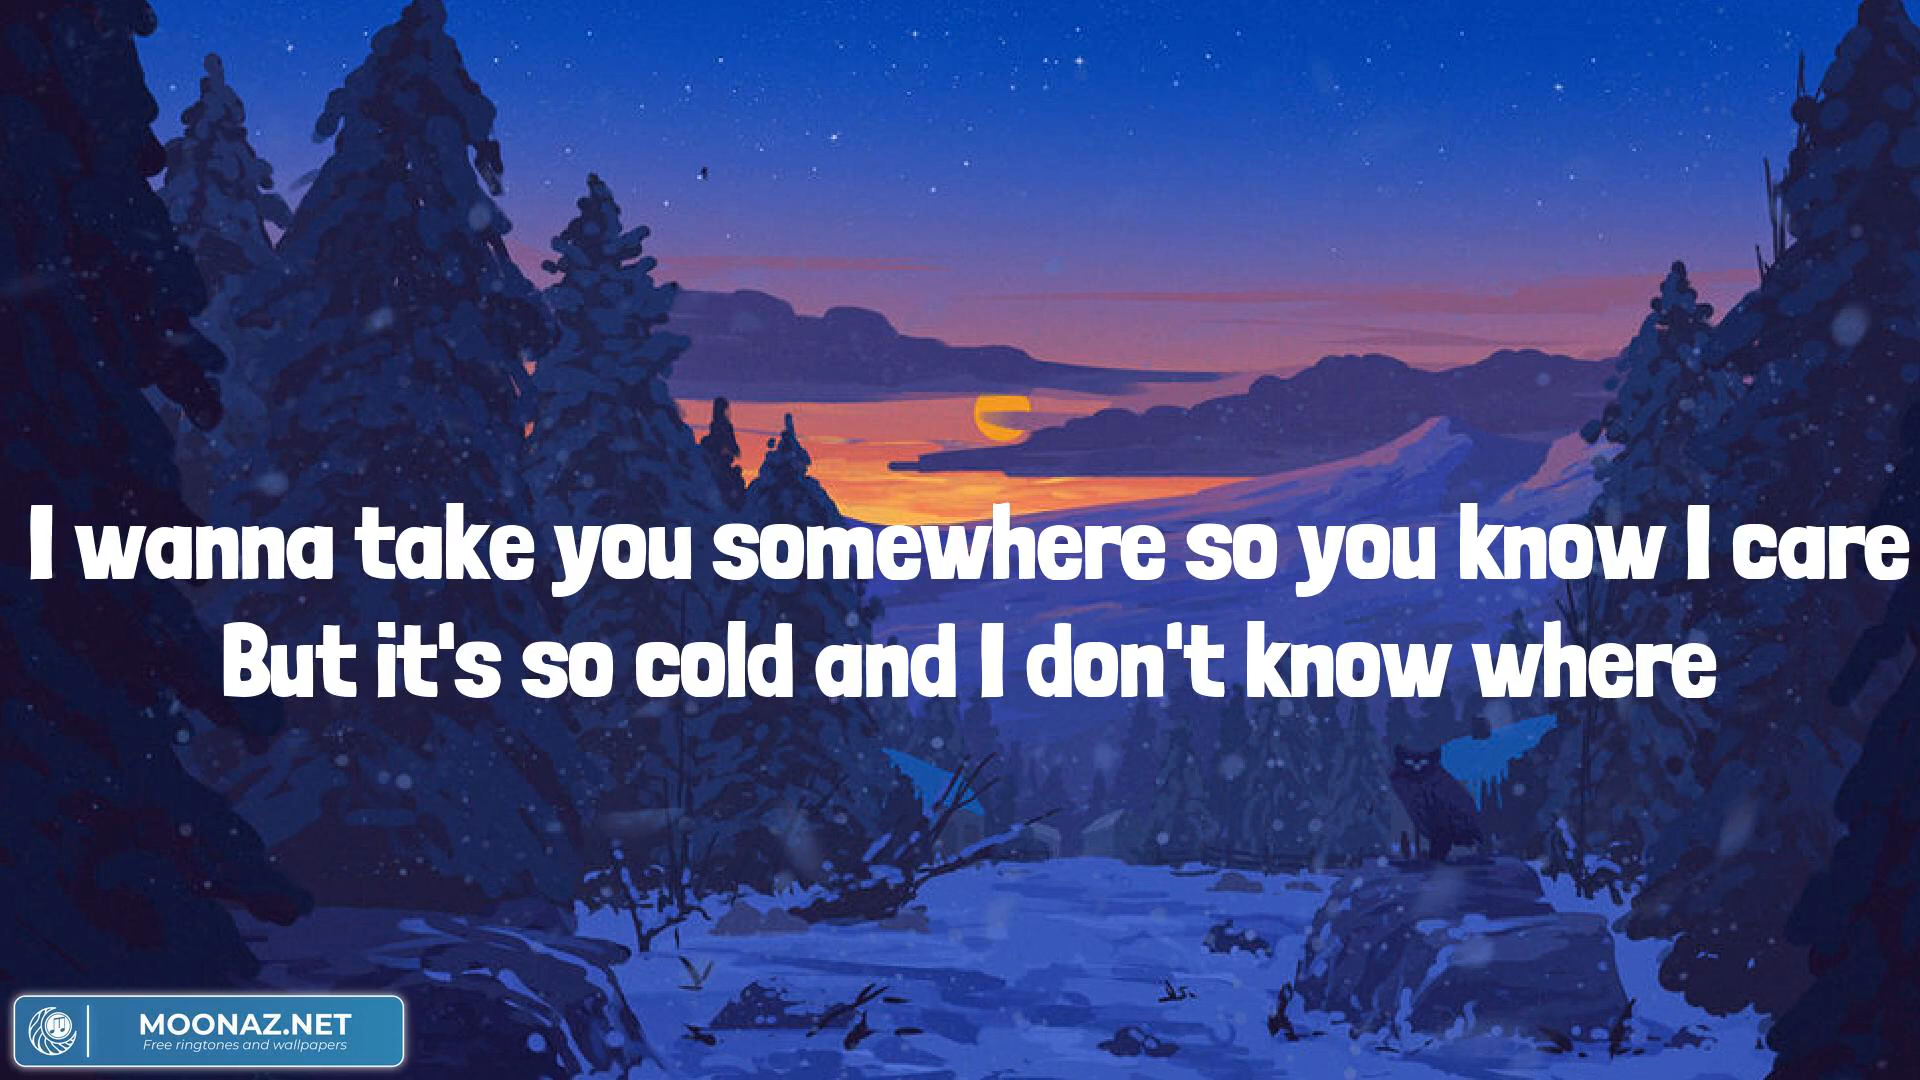 I wanna take you somewhere so you know I care
But it's so cold and I don't know where
MOONAZ.NET
Free ringtones and wallpapers